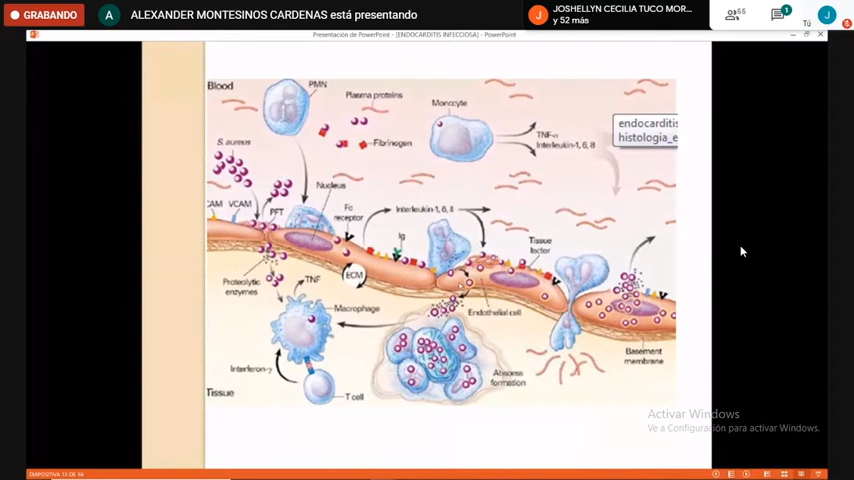 GRABANDO
A
ALEXANDER MONTESINOS CARDENAS está presentando
J
JOSHELLYN CECILIA TUCO MOR...
y 52 más
66
1
Tú
J
Presentación de PowerPoint - [ENDOCARDITIS INFECCIOSA] - PowerPoint
Blood
PMN
Plasma proteins
Monocyte
Fibrinogen
TNF-α
Interleukin-1, 6, 8
endocarditis
histologia_e
S. aureus
Nucleus
CAM VCAM
PFT
Fc
receptor
Interleukin-1, 6, 8
Ig
Tissue
factor
Proteolytic
enzymes
TNF
ECM
Macrophage
Endothelial cell
Interferon-γ
Abscess
formation
Basement
membrane
T cell
Tissue
Activar Windows
Ve a Configuración para activar Windows.
DIAPOSITIVA 13 DE 56